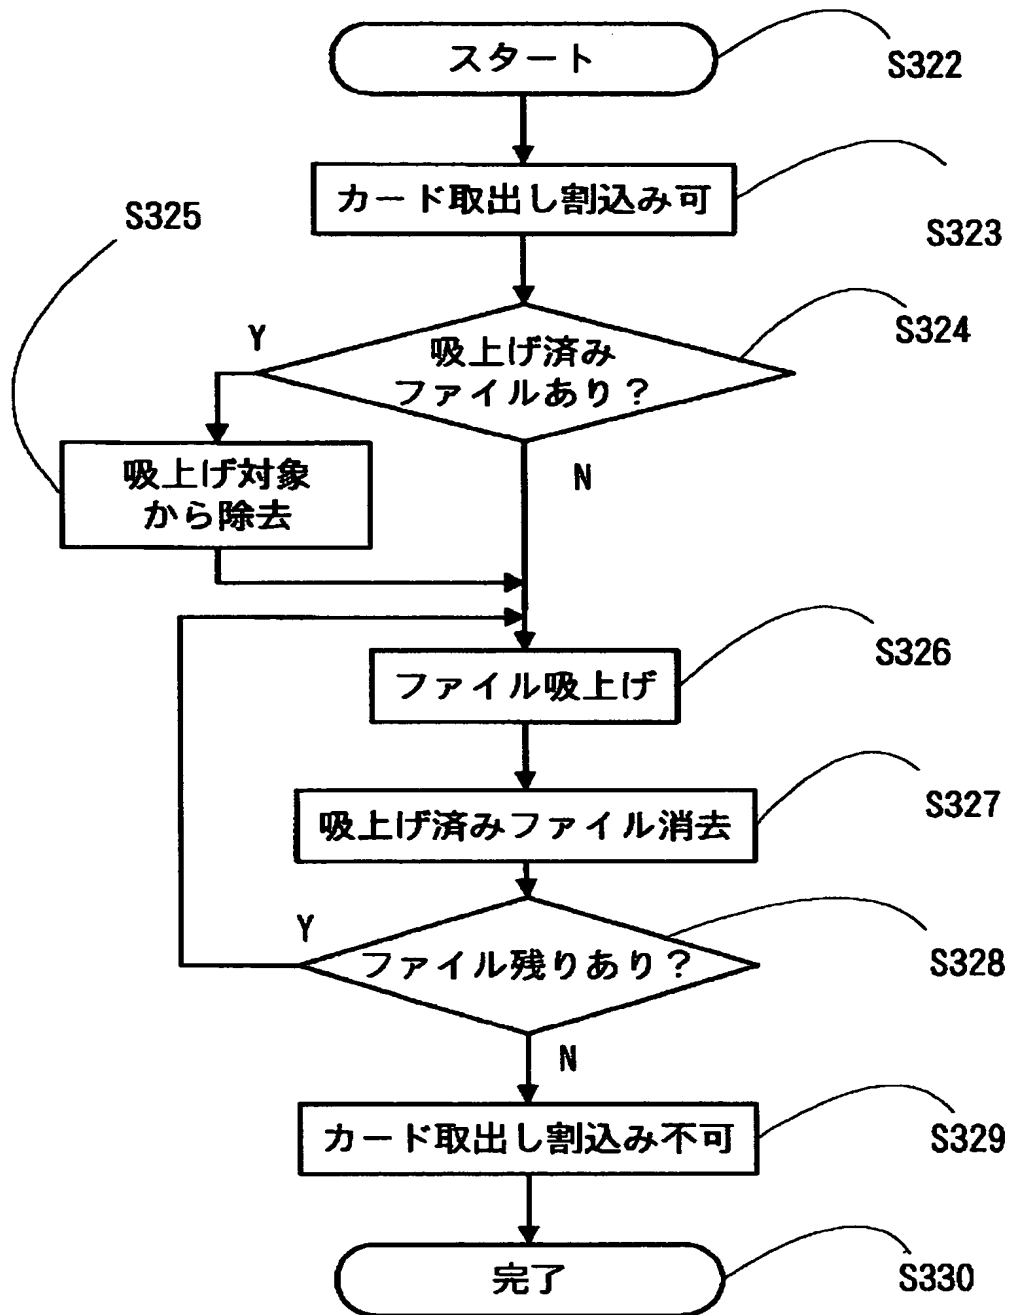 スタート
S322
カード取出し割込み可
S323
S325
S324
Y
吸上げ済み
ファイルあり？
N
吸上げ対象
から除去
S326
ファイル吸上げ
S327
吸上げ済みファイル消去
Y
ファイル残りあり？
S328
N
カード取出し割込み不可
S329
完了
S330